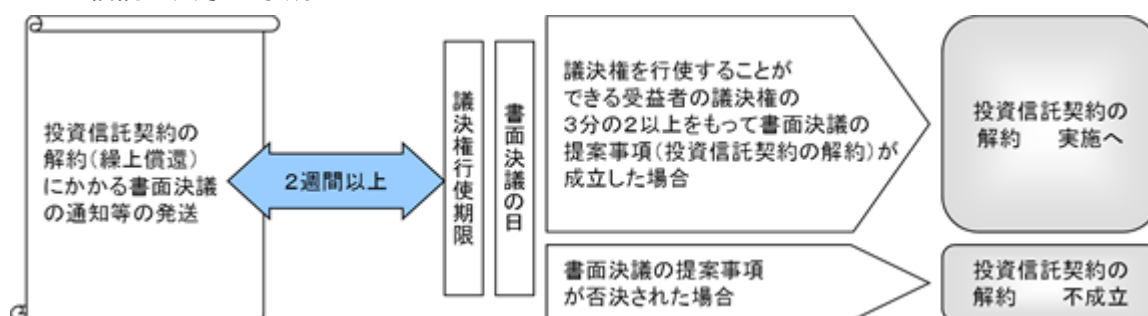 投資信託契約の
解約(繰上償還)
にかかる書面決議
の通知等の発送
2週間以上
議決権行使期限
書面決議の日
議決権を行使することが
できる受益者の議決権の
3分の2以上をもって書面決議の
提案事項(投資信託契約の解約)が
成立した場合
投資信託契約の
解約　実施へ
書面決議の提案事項
が否決された場合
投資信託契約の
解約　不成立